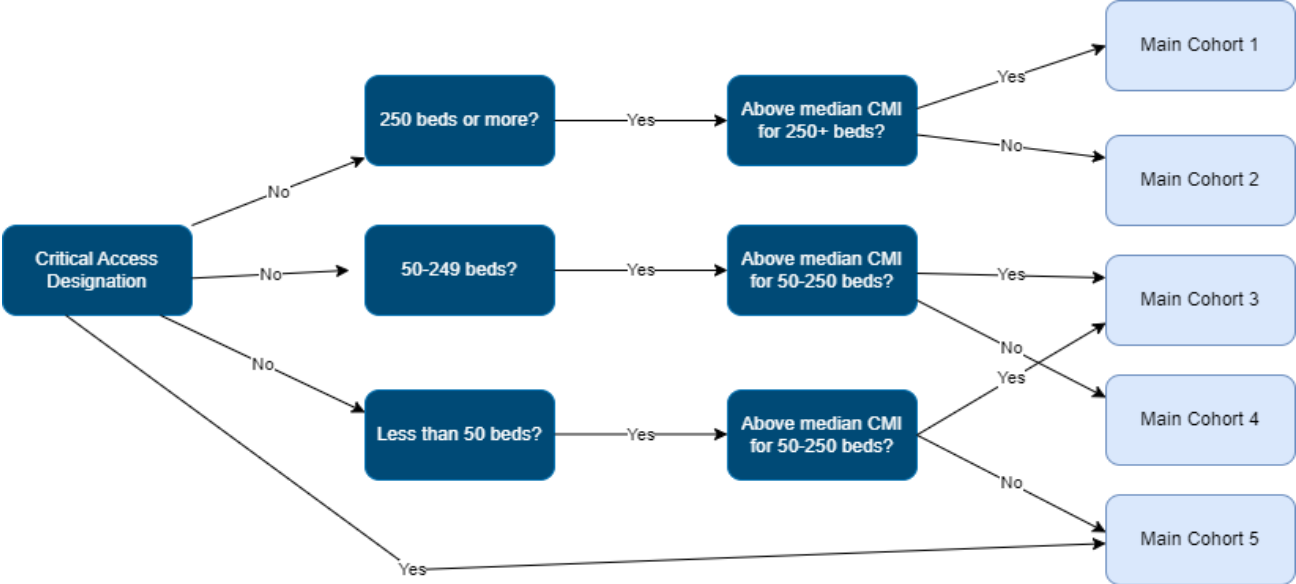 Main Cohort 1
Yes
250 beds or more?
Yes
Above median CMI
for 250+ beds?
No
Main Cohort 2
No
Critical Access
Designation
No
50-249 beds?
Yes
Above median CMI
for 50-250 beds?
Yes
Main Cohort 3
No
No
Yes
Less than 50 beds?
Yes
Above median CMI
for 50-250 beds?
Main Cohort 4
No
Main Cohort 5
Yes